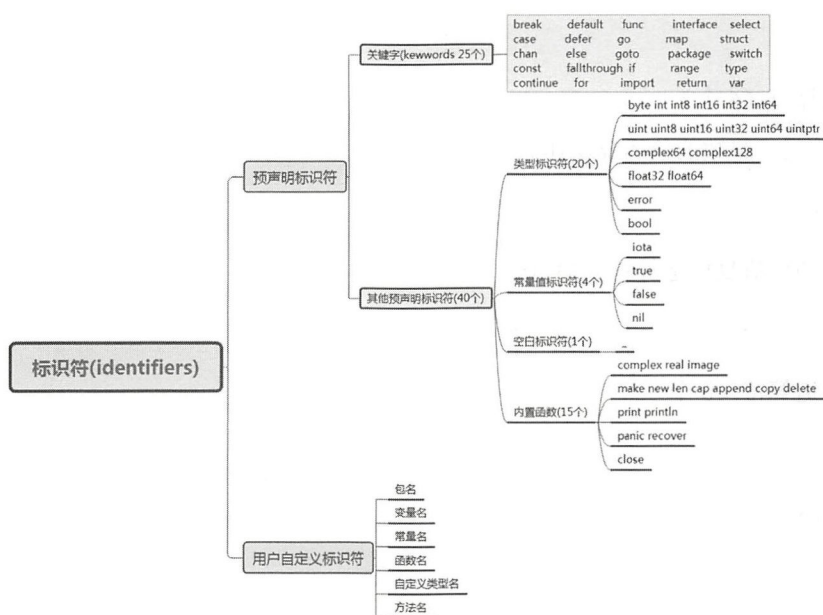 标识符(identifiers)
预声明标识符
关键字(kewwords 25个)
break default func interface select
case defer go map struct
chan else goto package switch
const fallthrough if range type
continue for import return var
其他预声明标识符(40个)
类型标识符(20个)
byte int int8 int16 int32 int64
uint uint8 uint16 uint32 uint64 uintptr
complex64 complex128
float32 float64
error
bool
常量值标识符(4个)
iota
true
false
nil
空白标识符(1个)
_
内置函数(15个)
complex real image
make new len cap append copy delete
print println
panic recover
close
用户自定义标识符
包名
变量名
常量名
函数名
自定义类型名
方法名